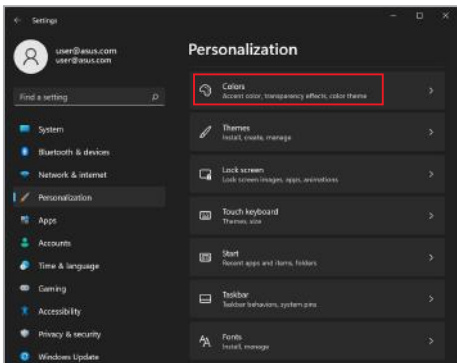 Settings
user@asus.com
user@asus.com
Find a setting
System
Bluetooth & devices
Network & internet
Personalization
Apps
Accounts
Time & language
Gaming
Accessibility
Privacy & security
Windows Update
Personalization
Colors
Accent color, transparency effects, color theme
Themes
Install, create, manage
Lock screen
Lock screen images, apps, animations
Touch keyboard
Themes, size
Start
Recent apps and items, folders
Taskbar
Taskbar behaviors, system pins
Fonts
Install, manage